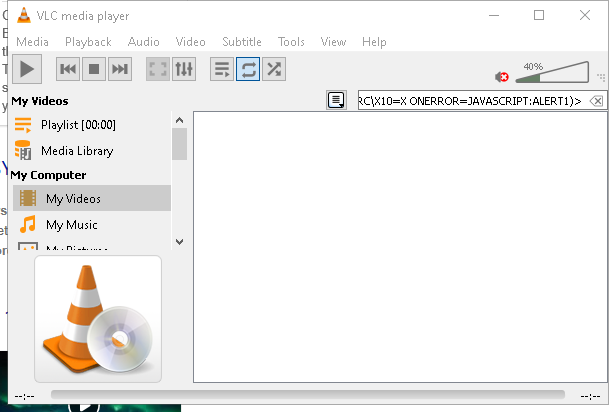 VLC media player
Media Playback Audio Video Subtitle Tools View Help
40%
My Videos
RC\X10=X ONERROR=JAVASCRIPT:ALERT1)>
Playlist [00:00]
Media Library
My Computer
My Videos
My Music
My Pictures
--:-- --:--